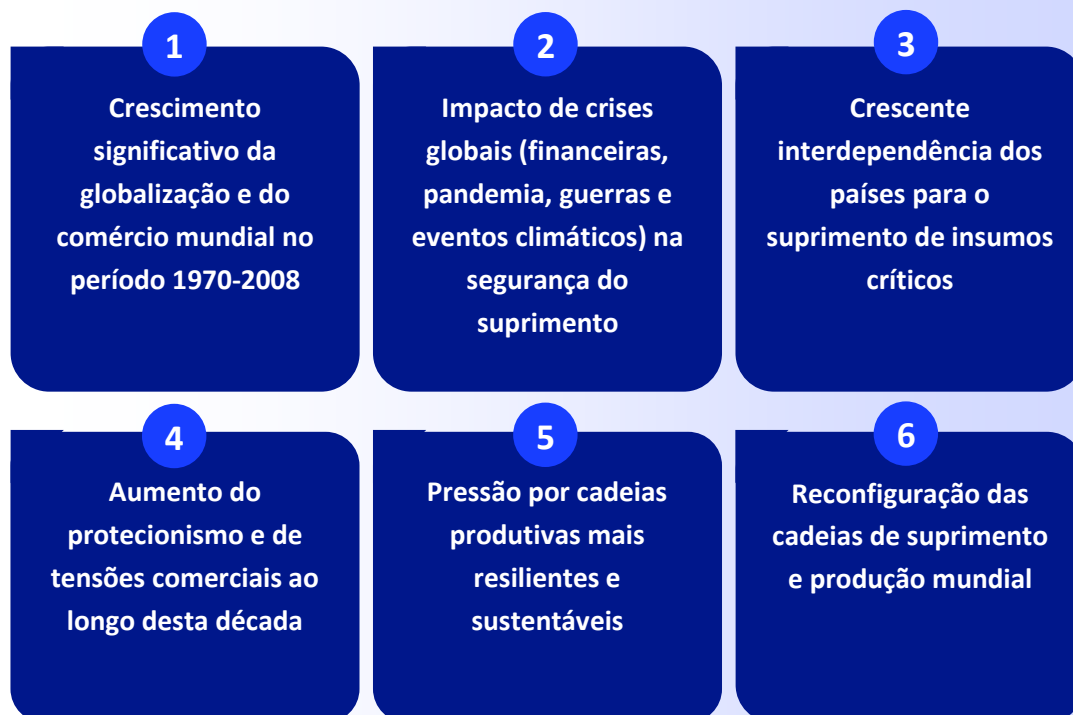 1
Crescimento
significativo da
globalização e do
comércio mundial no
período 1970-2008
2
Impacto de crises
globais (financeiras,
pandemia, guerras e
eventos climáticos) na
segurança do
suprimento
3
Crescente
interdependência dos
países para o
suprimento de insumos
críticos
4
Aumento do
protecionismo e de
tensões comerciais ao
longo desta década
5
Pressão por cadeias
produtivas mais
resilientes e
sustentáveis
6
Reconfiguração das
cadeias de suprimento
e produção mundial